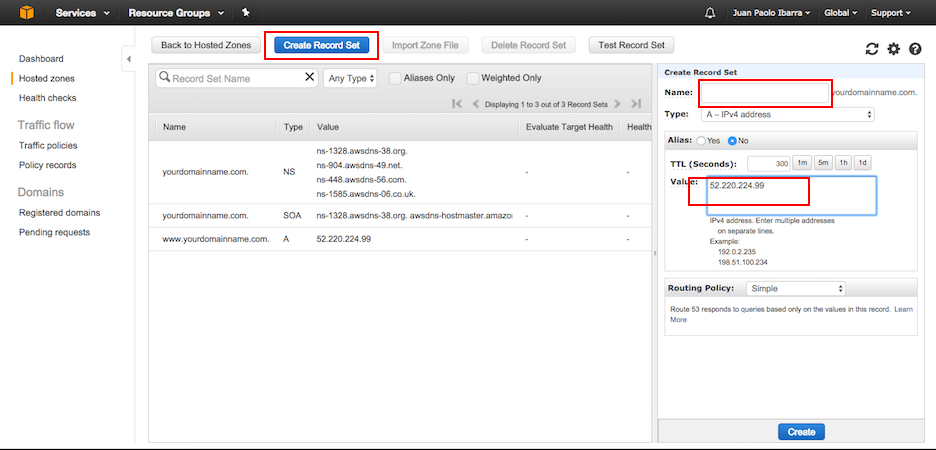 Services Resource Groups Juan Paolo Ibarra Global Support
Back to Hosted Zones Create Record Set Import Zone File Delete Record Set Test Record Set
Dashboard
Hosted zones
Health checks
Traffic flow
Traffic policies
Policy records
Domains
Registered domains
Pending requests
Record Set Name Any Type Aliases Only Weighted Only
Displaying 1 to 3 out of 3 Record Sets
Name Type Value Evaluate Target Health Health
yourdomainname.com. NS ns-1328.awsdns-38.org. -  -
ns-904.awsdns-49.net.
ns-448.awsdns-56.com.
ns-1585.awsdns-06.co.uk.
yourdomainname.com. SOA ns-1328.awsdns-38.org. awsdns-hostmaster.amazo - -
www.yourdomainname.com. A 52.220.224.99 - -
Create Record Set
Name: yourdomainname.com.
Type: A – IPv4 address
Alias: Yes No
TTL (Seconds): 300 1m 5m 1h 1d
Value: 52.220.224.99
IPv4 address. Enter multiple addresses
on separate lines.
Example:
192.0.2.235
198.51.100.234
Routing Policy: Simple
Route 53 responds to queries based only on the values in this record. Learn
More
Create